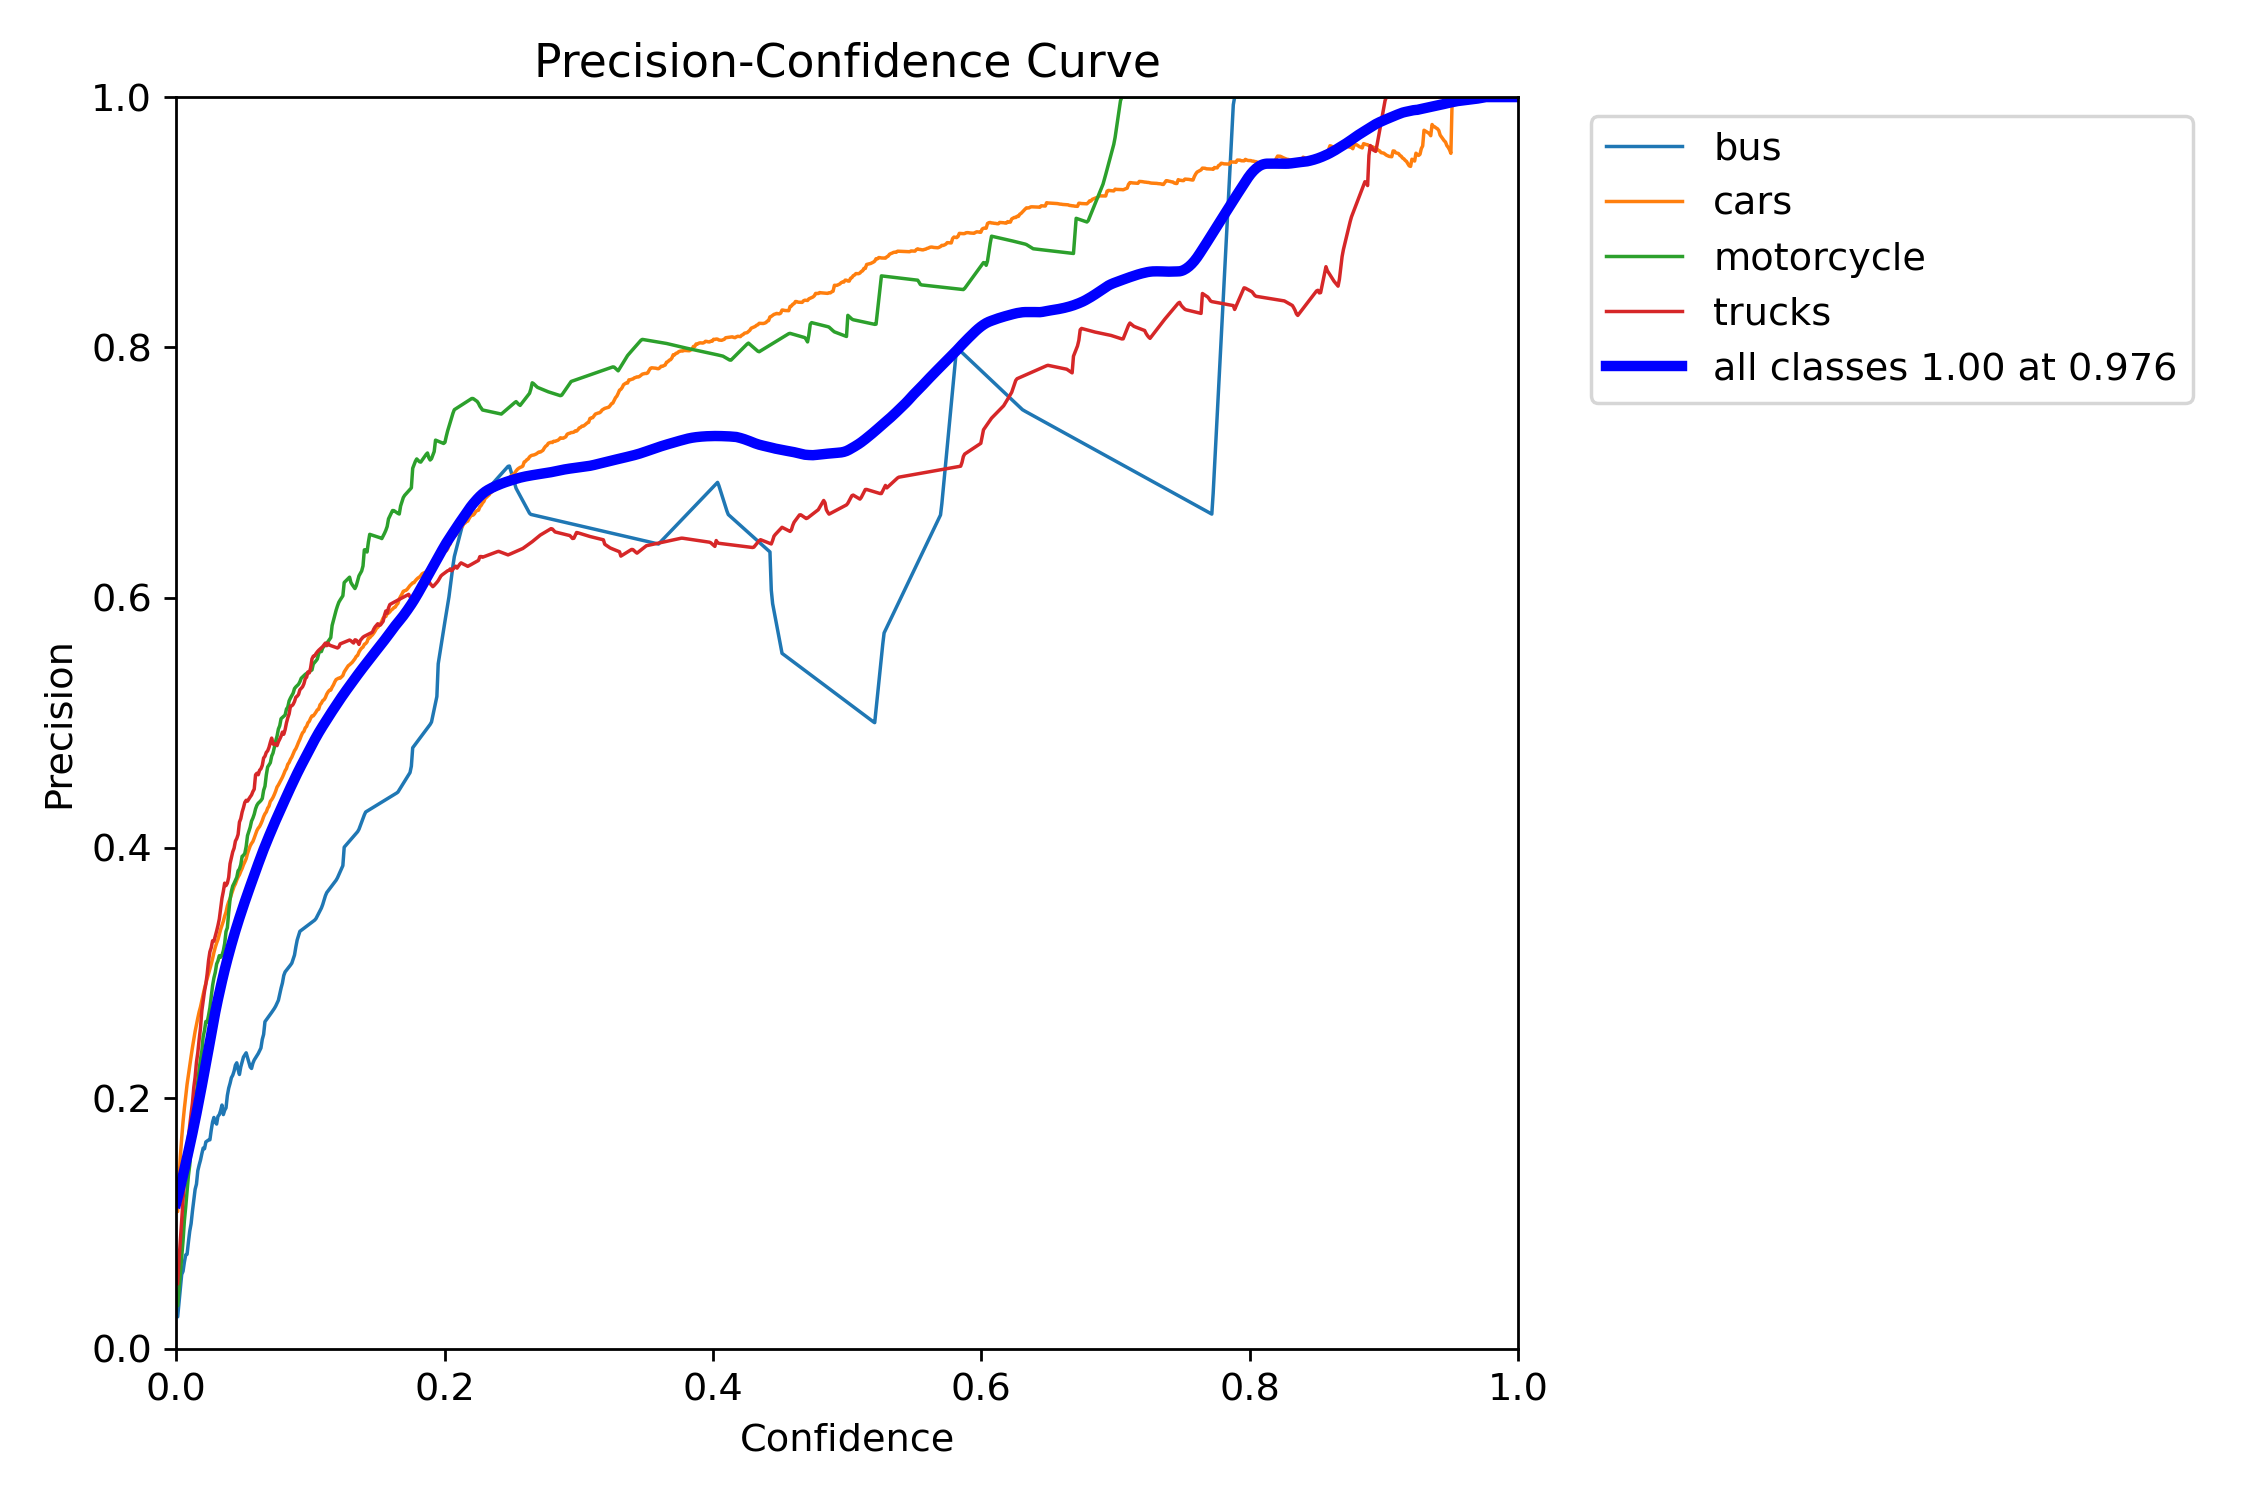 Precision-Confidence Curve
1.0
0.8
0.6
0.4
0.2
0.0
Precision
0.0 0.2 0.4 0.6 0.8 1.0
Confidence
bus
cars
motorcycle
trucks
all classes 1.00 at 0.976